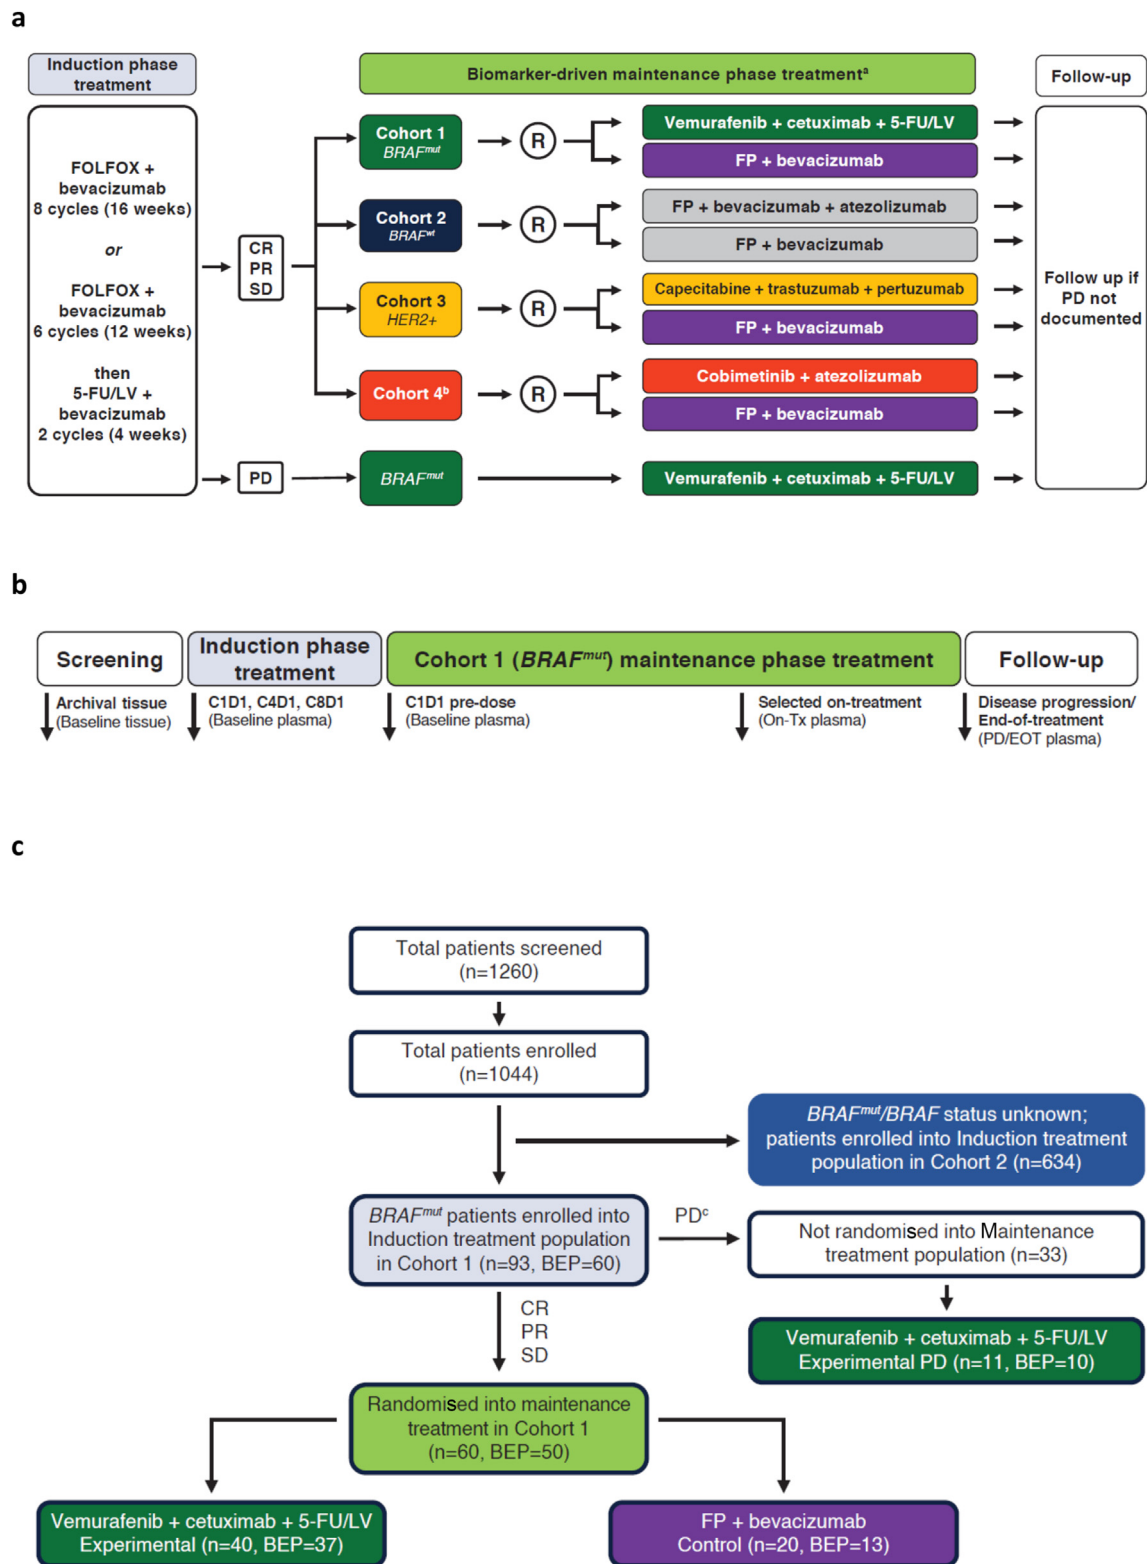 a
Induction phase
treatment
Biomarker-driven maintenance phase treatmentᵃ
Follow-up
FOLFOX +
bevacizumab
8 cycles (16 weeks)
or
FOLFOX +
bevacizumab
6 cycles (12 weeks)
then
5-FU/LV +
bevacizumab
2 cycles (4 weeks)
CR
PR
SD
PD
Cohort 1
BRAFᵐᵘᵗ
R
Vemurafenib + cetuximab + 5-FU/LV
FP + bevacizumab
Cohort 2
BRAFʷᵗ
R
FP + bevacizumab + atezolizumab
FP + bevacizumab
Cohort 3
HER2+
R
Capecitabine + trastuzumab + pertuzumab
FP + bevacizumab
Cohort 4ᵇ
R
Cobimetinib + atezolizumab
FP + bevacizumab
BRAFᵐᵘᵗ
Vemurafenib + cetuximab + 5-FU/LV
Follow up if
PD not
documented
b
Screening
Induction phase
treatment
Cohort 1 (BRAFᵐᵘᵗ) maintenance phase treatment
Follow-up
Archival tissue
(Baseline tissue)
C1D1, C4D1, C8D1
(Baseline plasma)
C1D1 pre-dose
(Baseline plasma)
Selected on-treatment
(On-Tx plasma)
Disease progression/
End-of-treatment
(PD/EOT plasma)
c
Total patients screened
(n=1260)
Total patients enrolled
(n=1044)
BRAFᵐᵘᵗ/BRAF status unknown;
patients enrolled into Induction treatment
population in Cohort 2 (n=634)
BRAFᵐᵘᵗ patients enrolled into
Induction treatment population
in Cohort 1 (n=93, BEP=60)
PDᶜ
Not randomised into Maintenance
treatment population (n=33)
CR
PR
SD
Vemurafenib + cetuximab + 5-FU/LV
Experimental PD (n=11, BEP=10)
Randomised into maintenance
treatment in Cohort 1
(n=60, BEP=50)
Vemurafenib + cetuximab + 5-FU/LV
Experimental (n=40, BEP=37)
FP + bevacizumab
Control (n=20, BEP=13)